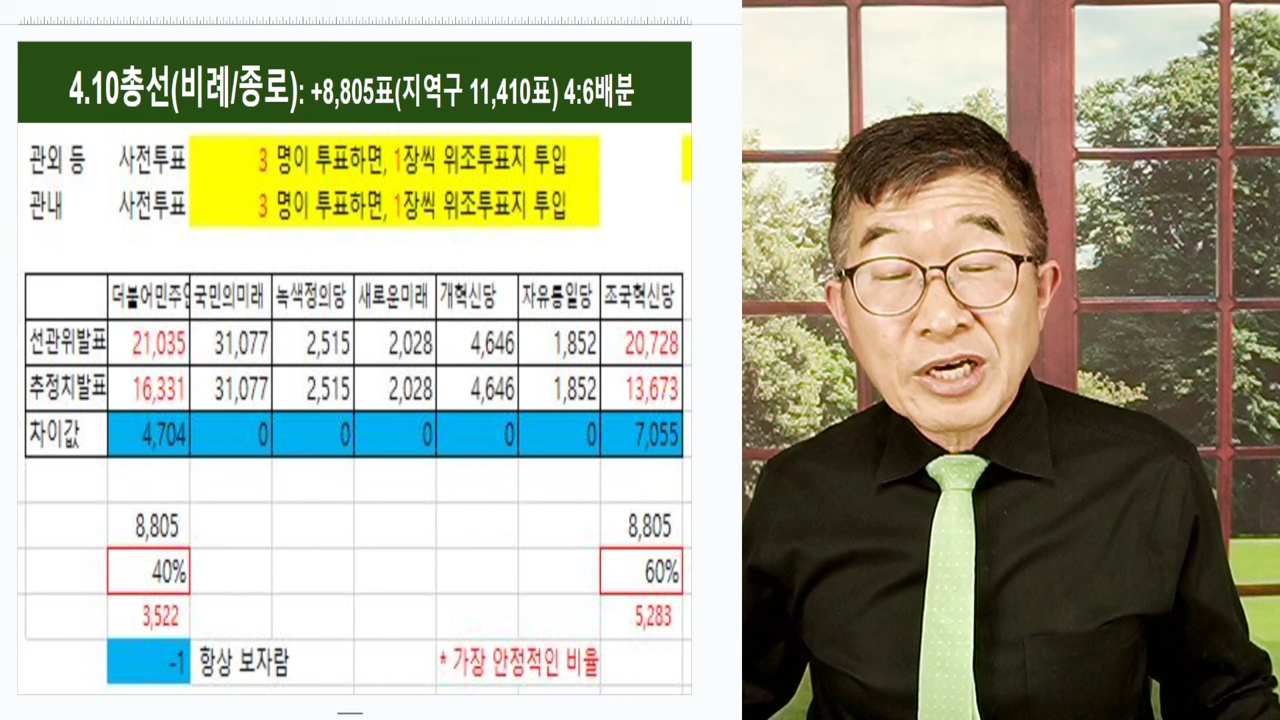 4.10총선(비례/종로): +8,805표(지역구 11,410표) 4:6배분
관외 등 사전투표 3 명이 투표하면, 1장씩 위조투표지 투입
관내 사전투표 3 명이 투표하면, 1장씩 위조투표지 투입
더불어민주연 국민의미래 녹색정의당 새로운미래 개혁신당 자유통일당 조국혁신당
선관위발표 21,035 31,077 2,515 2,028 4,646 1,852 20,728
추정치발표 16,331 31,077 2,515 2,028 4,646 1,852 13,673
차이값 4,704 0 0 0 0 0 7,055
8,805 8,805
40% 60%
3,522 5,283
-1 항상 보자람 * 가장 안정적인 비율